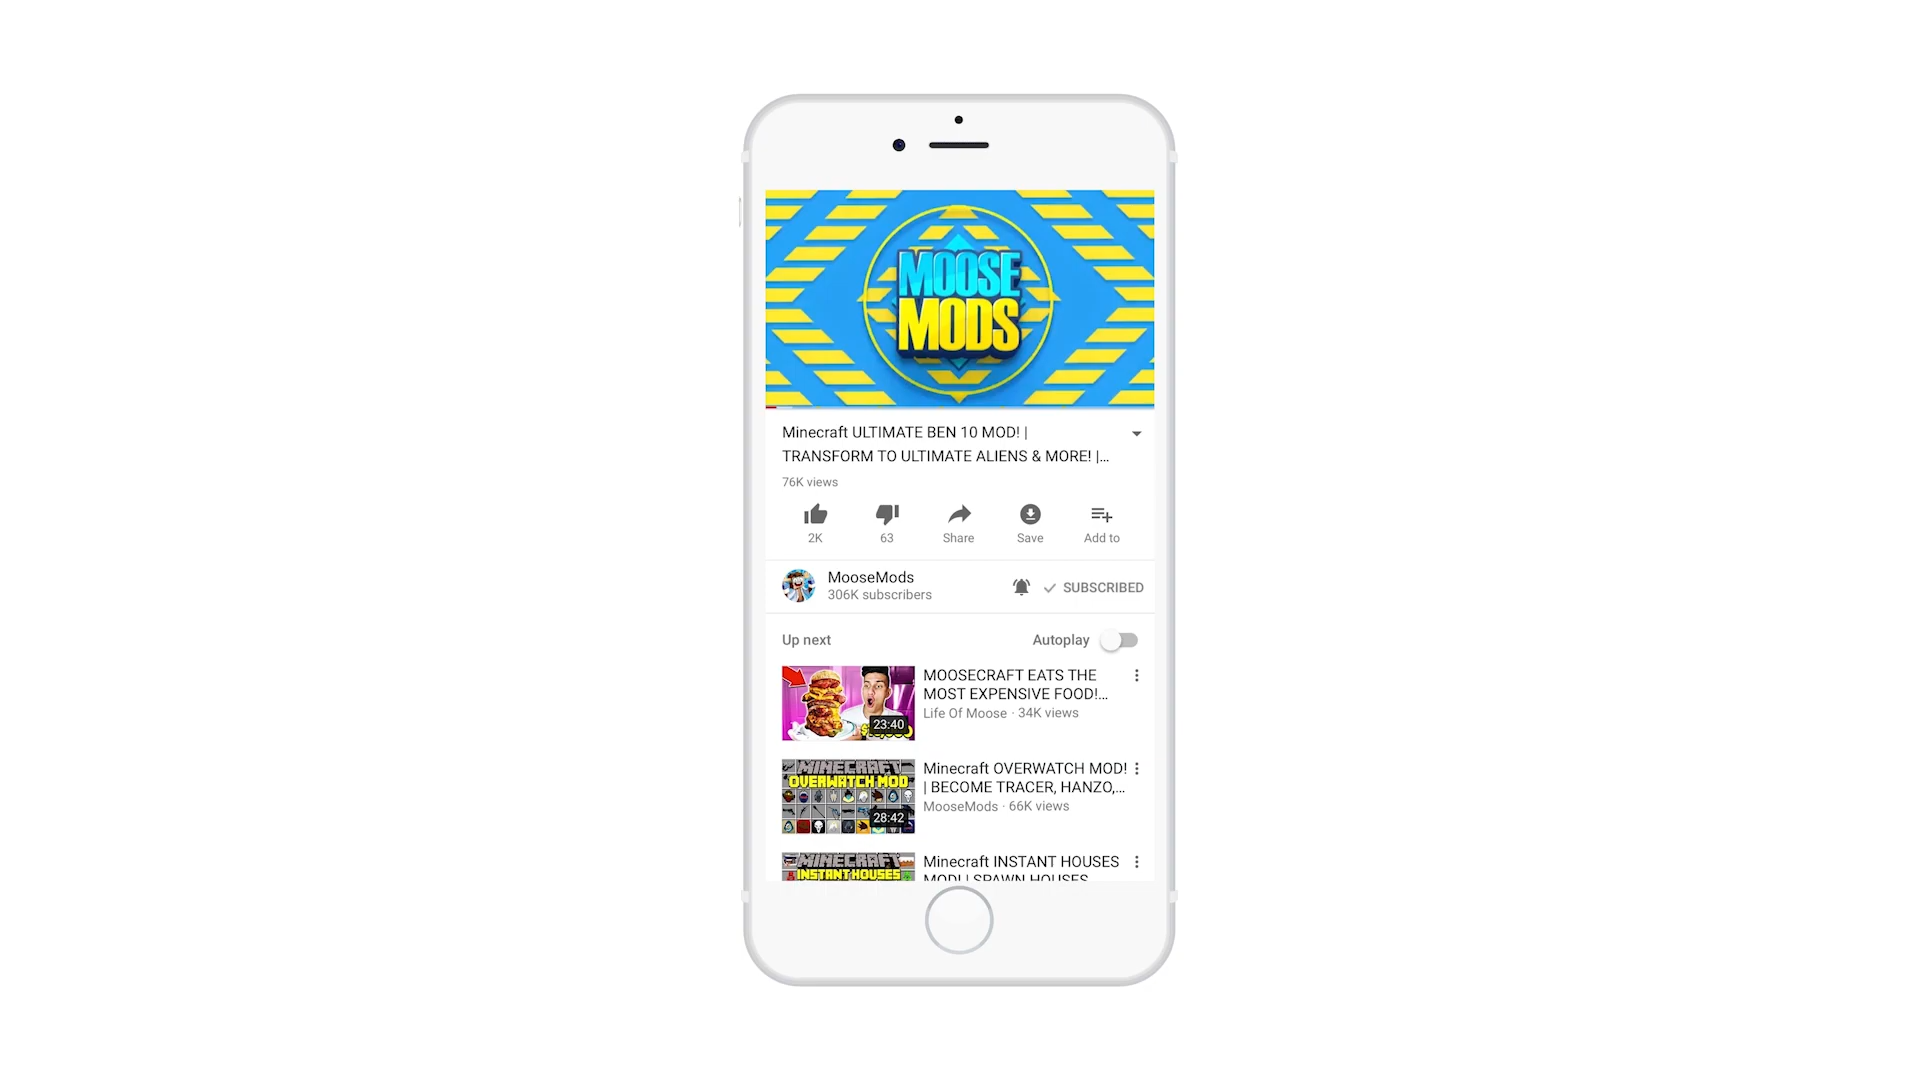 MOOSE
MODS
Minecraft ULTIMATE BEN 10 MOD! |
TRANSFORM TO ULTIMATE ALIENS & MORE! |...
76K views
2K
63
Share
Save
Add to
MooseMods
306K subscribers
SUBSCRIBED
Up next
Autoplay
MOOSECRAFT EATS THE
MOST EXPENSIVE FOOD!...
Life Of Moose · 34K views
23:40
MINECRAFT
OVERWATCH MOD
28:42
Minecraft OVERWATCH MOD!
| BECOME TRACER, HANZO,...
MooseMods · 66K views
MINECRAFT
INSTANT HOUSES
Minecraft INSTANT HOUSES
MOD! | SPAWN HOUSES